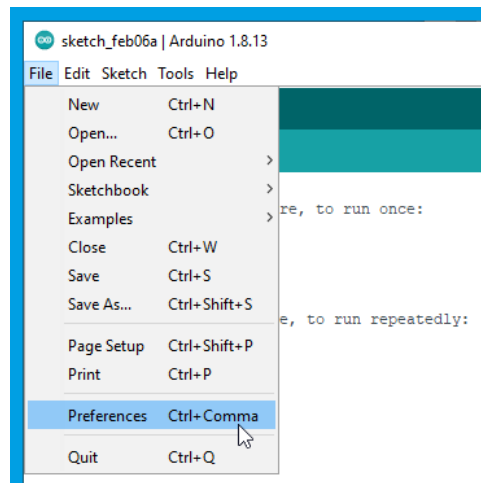 sketch_feb06a | Arduino 1.8.13
File Edit Sketch Tools Help
New Ctrl+N
Open... Ctrl+O
Open Recent >
Sketchbook >
Examples >
re, to run once:
Close Ctrl+W
Save Ctrl+S
Save As... Ctrl+Shift+S
e, to run repeatedly:
Page Setup Ctrl+Shift+P
Print Ctrl+P
Preferences Ctrl+Comma
Quit Ctrl+Q